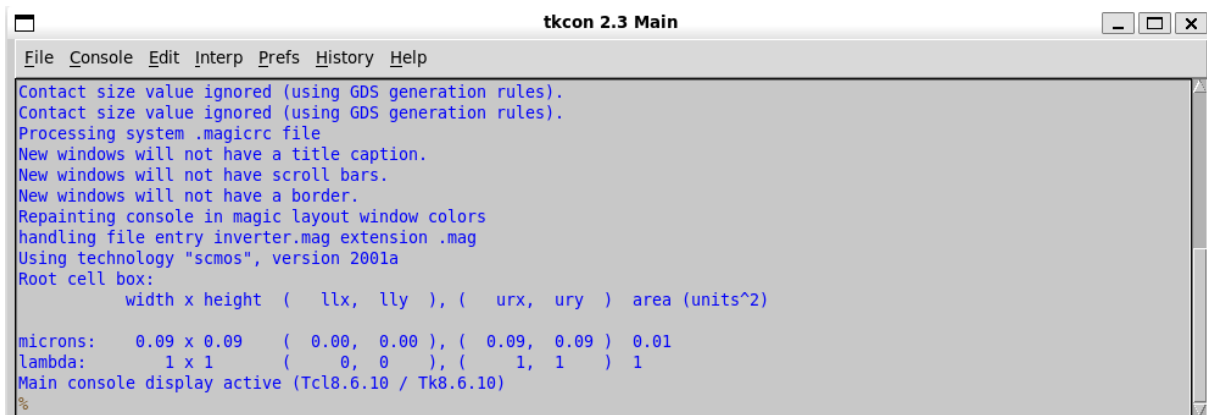 tkcon 2.3 Main
File Console Edit Interp Prefs History Help
Contact size value ignored (using GDS generation rules).
Contact size value ignored (using GDS generation rules).
Processing system .magicrc file
New windows will not have a title caption.
New windows will not have scroll bars.
New windows will not have a border.
Repainting console in magic layout window colors
handling file entry inverter.mag extension .mag
Using technology "scmos", version 2001a
Root cell box:
           width x height  (   llx,  lly  ), (   urx,  ury  )  area (units^2)
microns:    0.09 x 0.09    (  0.00,  0.00 ), (  0.09,  0.09 )  0.01
lambda:        1 x 1       (     0,  0    ), (     1,  1    )  1
Main console display active (Tcl8.6.10 / Tk8.6.10)
%